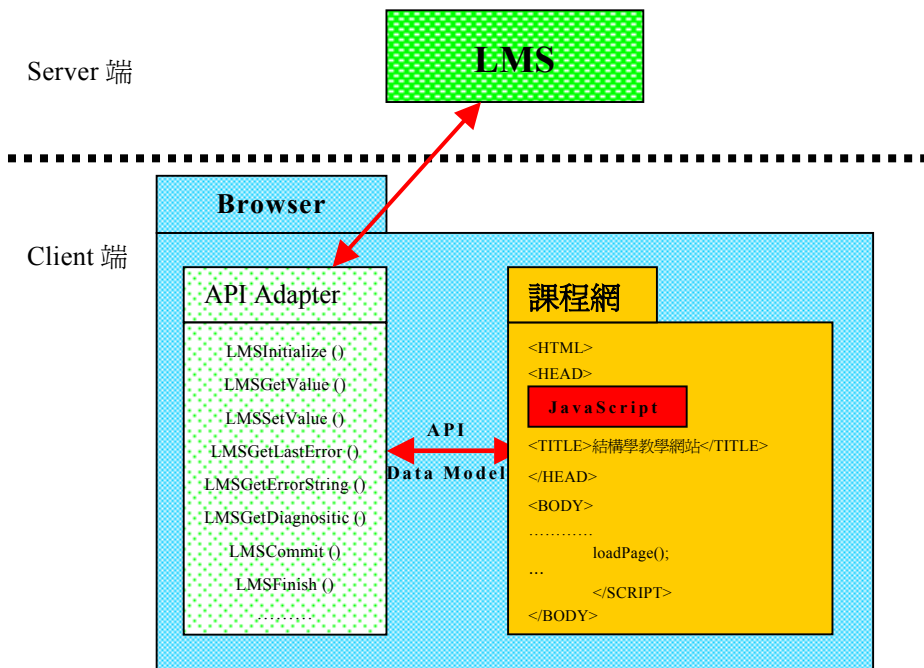 LMS
Server 端
Browser
Client 端
API Adapter
LMSInitialize ()
LMSGetValue ()
LMSSetValue ()
LMSGetLastError ()
LMSGetErrorString ()
LMSGetDiagnositic ()
LMSCommit ()
LMSFinish ()
………
API
Data Model
課程網
<HTML>
<HEAD>
JavaScript
<TITLE>結構學教學網站</TITLE>
</HEAD>
<BODY>
…………
loadPage();
…
</SCRIPT>
</BODY>